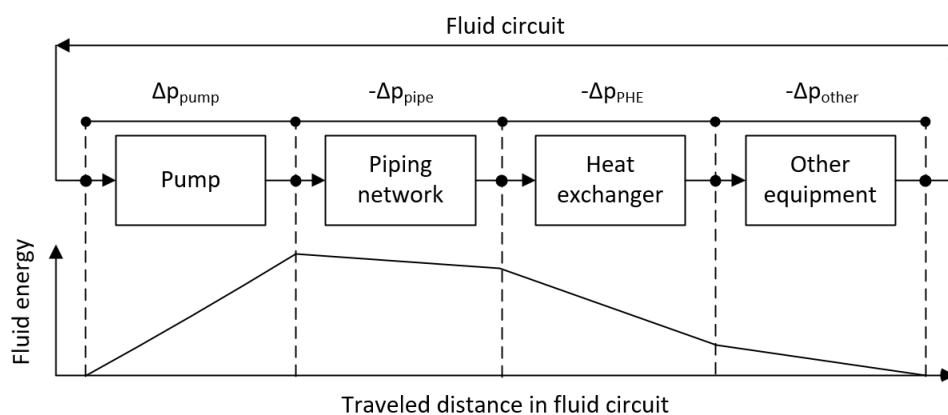 Fluid circuit
Δp_pump
-Δp_pipe
-Δp_PHE
-Δp_other
Pump
Piping
network
Heat
exchanger
Other
equipment
Fluid energy
Traveled distance in fluid circuit